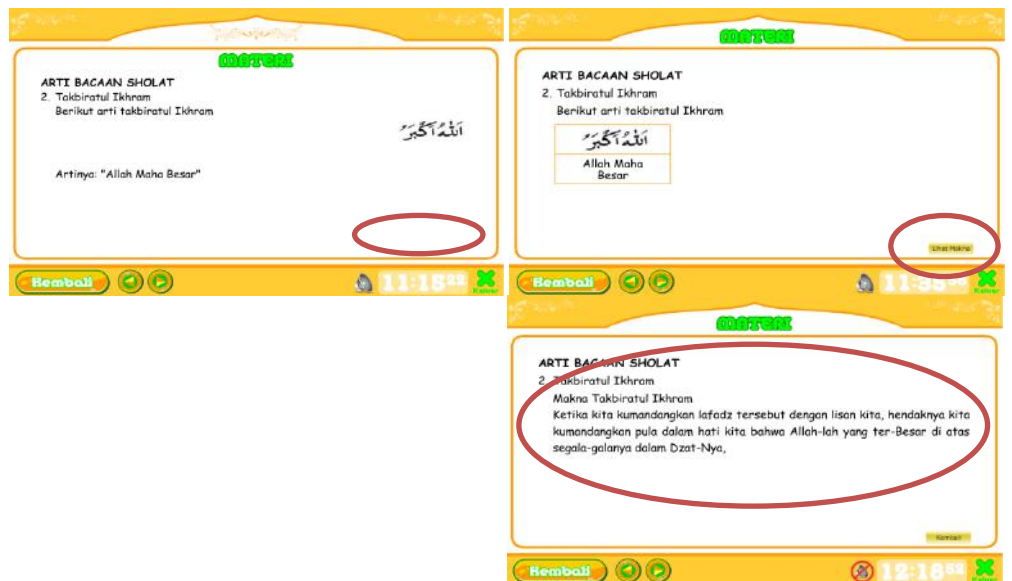 MATERI
ARTI BACAAN SHOLAT
2. Takbiratul Ikhram
Berikut arti takbiratul Ikhram
اَللّٰهُ اَكْبَرُ
Artinya: "Allah Maha Besar"
Kembali
11:15 22
Keluar
MATERI
ARTI BACAAN SHOLAT
2. Takbiratul Ikhram
Berikut arti takbiratul Ikhram
اَللّٰهُ اَكْبَرُ
Allah Maha
Besar
Lihat Makna
Kembali
Keluar
MATERI
ARTI BACAAN SHOLAT
2. Takbiratul Ikhram
Makna Takbiratul Ikhram
Ketika kita kumandangkan lafadz tersebut dengan lisan kita, hendaknya kita
kumandangkan pula dalam hati kita bahwa Allah-lah yang ter-Besar di atas
segala-galanya dalam Dzat-Nya,
Kembali
Kembali
12:18
Keluar